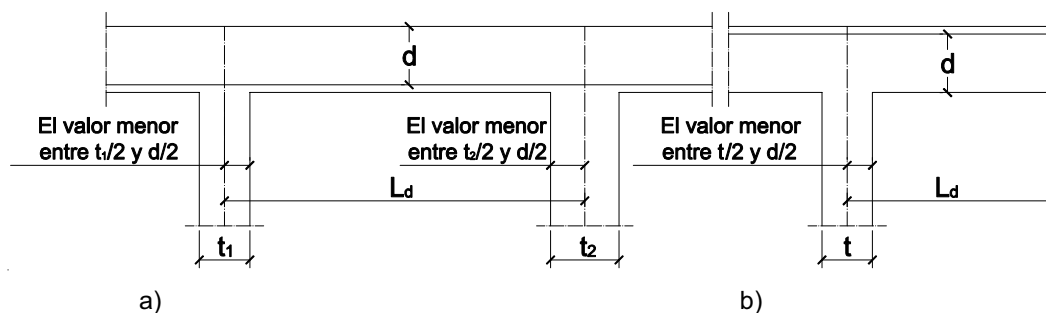 d
d
El valor menor
entre t₁/2 y d/2
El valor menor
entre t₂/2 y d/2
El valor menor
entre t/2 y d/2
Ld
Ld
t₁
t₂
t
a)
b)